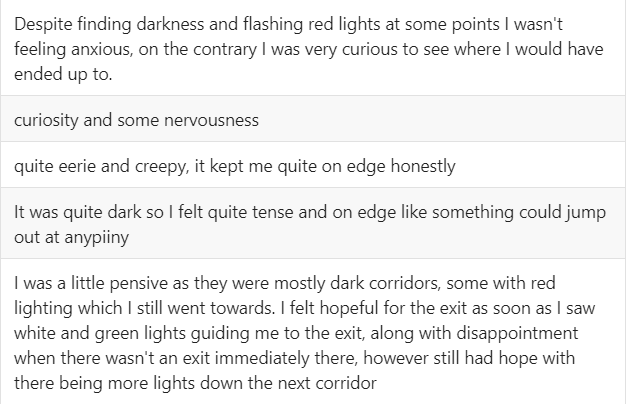 Despite finding darkness and flashing red lights at some points I wasn't
feeling anxious, on the contrary I was very curious to see where I would have
ended up to.
curiosity and some nervousness
quite eerie and creepy, it kept me quite on edge honestly
It was quite dark so I felt quite tense and on edge like something could jump
out at anypiiny
I was a little pensive as they were mostly dark corridors, some with red
lighting which I still went towards. I felt hopeful for the exit as soon as I saw
white and green lights guiding me to the exit, along with disappointment
when there wasn't an exit immediately there, however still had hope with
there being more lights down the next corridor